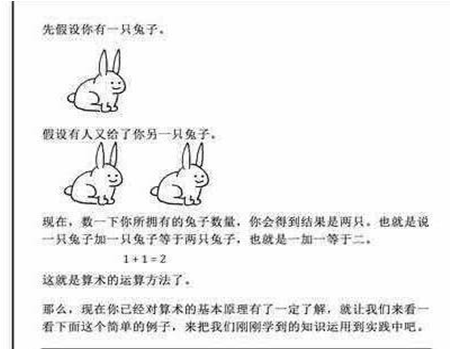 先假设你有一只兔子。
假设有人又给了你另一只兔子。
现在，数一下你所拥有的兔子数量，你会得到结果是两只。也就是说
一只兔子加一只兔子等于两只兔子，也就是一加一等于二。
1 + 1 = 2
这就是算术的运算方法了。
那么，现在你已经对算术的基本原理有了一定了解，就让我们来看一
看下面这个简单的例子，来把我们刚刚学到的知识运用到实践中吧。